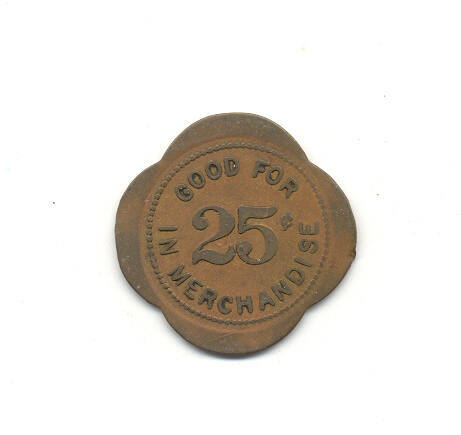 GOOD FOR
25¢
IN MERCHANDISE